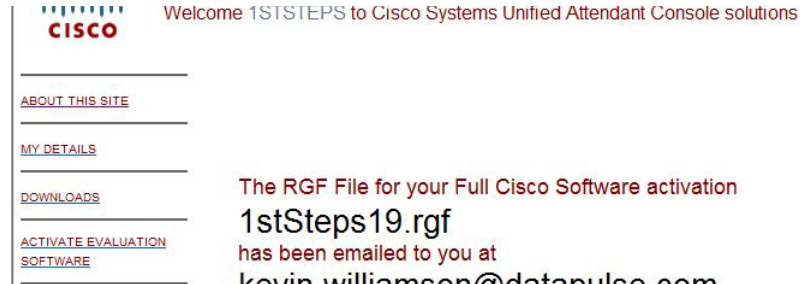 Welcome 1STSTEPS to Cisco Systems Unified Attendant Console solutions
CISCO
ABOUT THIS SITE
MY DETAILS
DOWNLOADS
ACTIVATE EVALUATION
SOFTWARE
The RGF File for your Full Cisco Software activation
1stSteps19.rgf
has been emailed to you at
kevin.williamson@datapulse.com